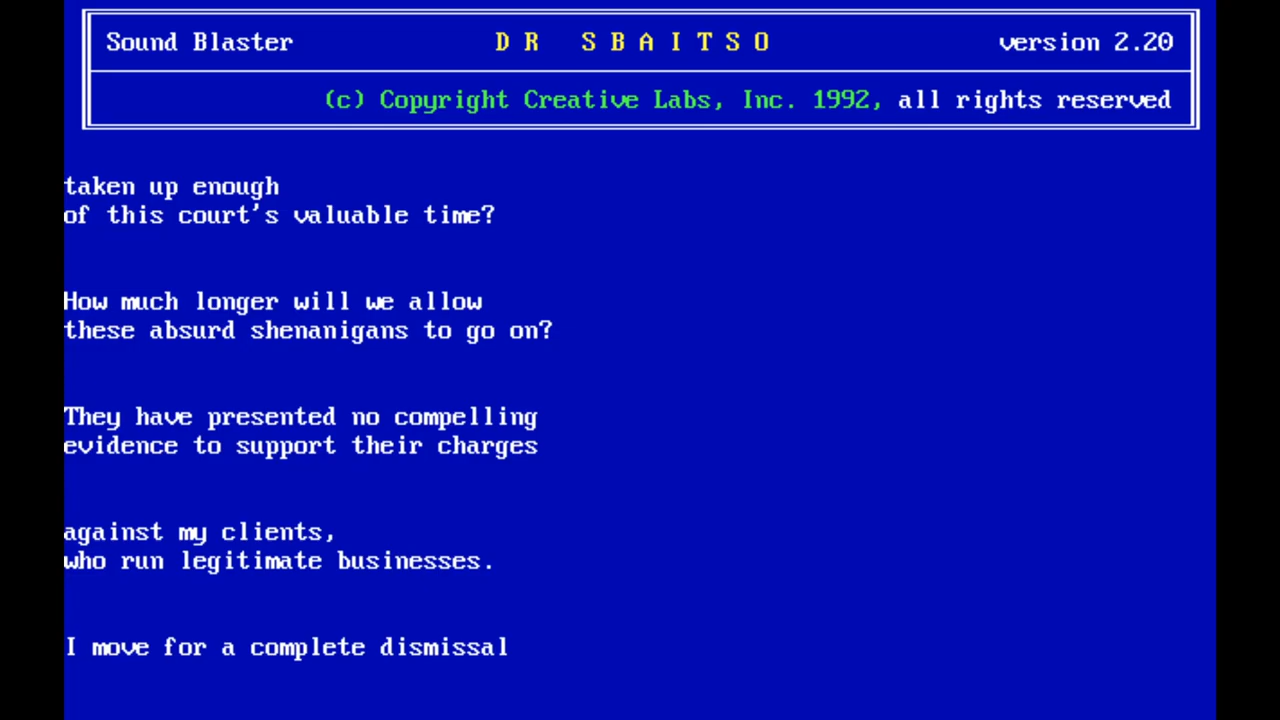 Sound Blaster D R S B A I T S O version 2.20
(c) Copyright Creative Labs, Inc. 1992, all rights reserved
taken up enough
of this court's valuable time?
How much longer will we allow
these absurd shenanigans to go on?
They have presented no compelling
evidence to support their charges
against my clients,
who run legitimate businesses.
I move for a complete dismissal